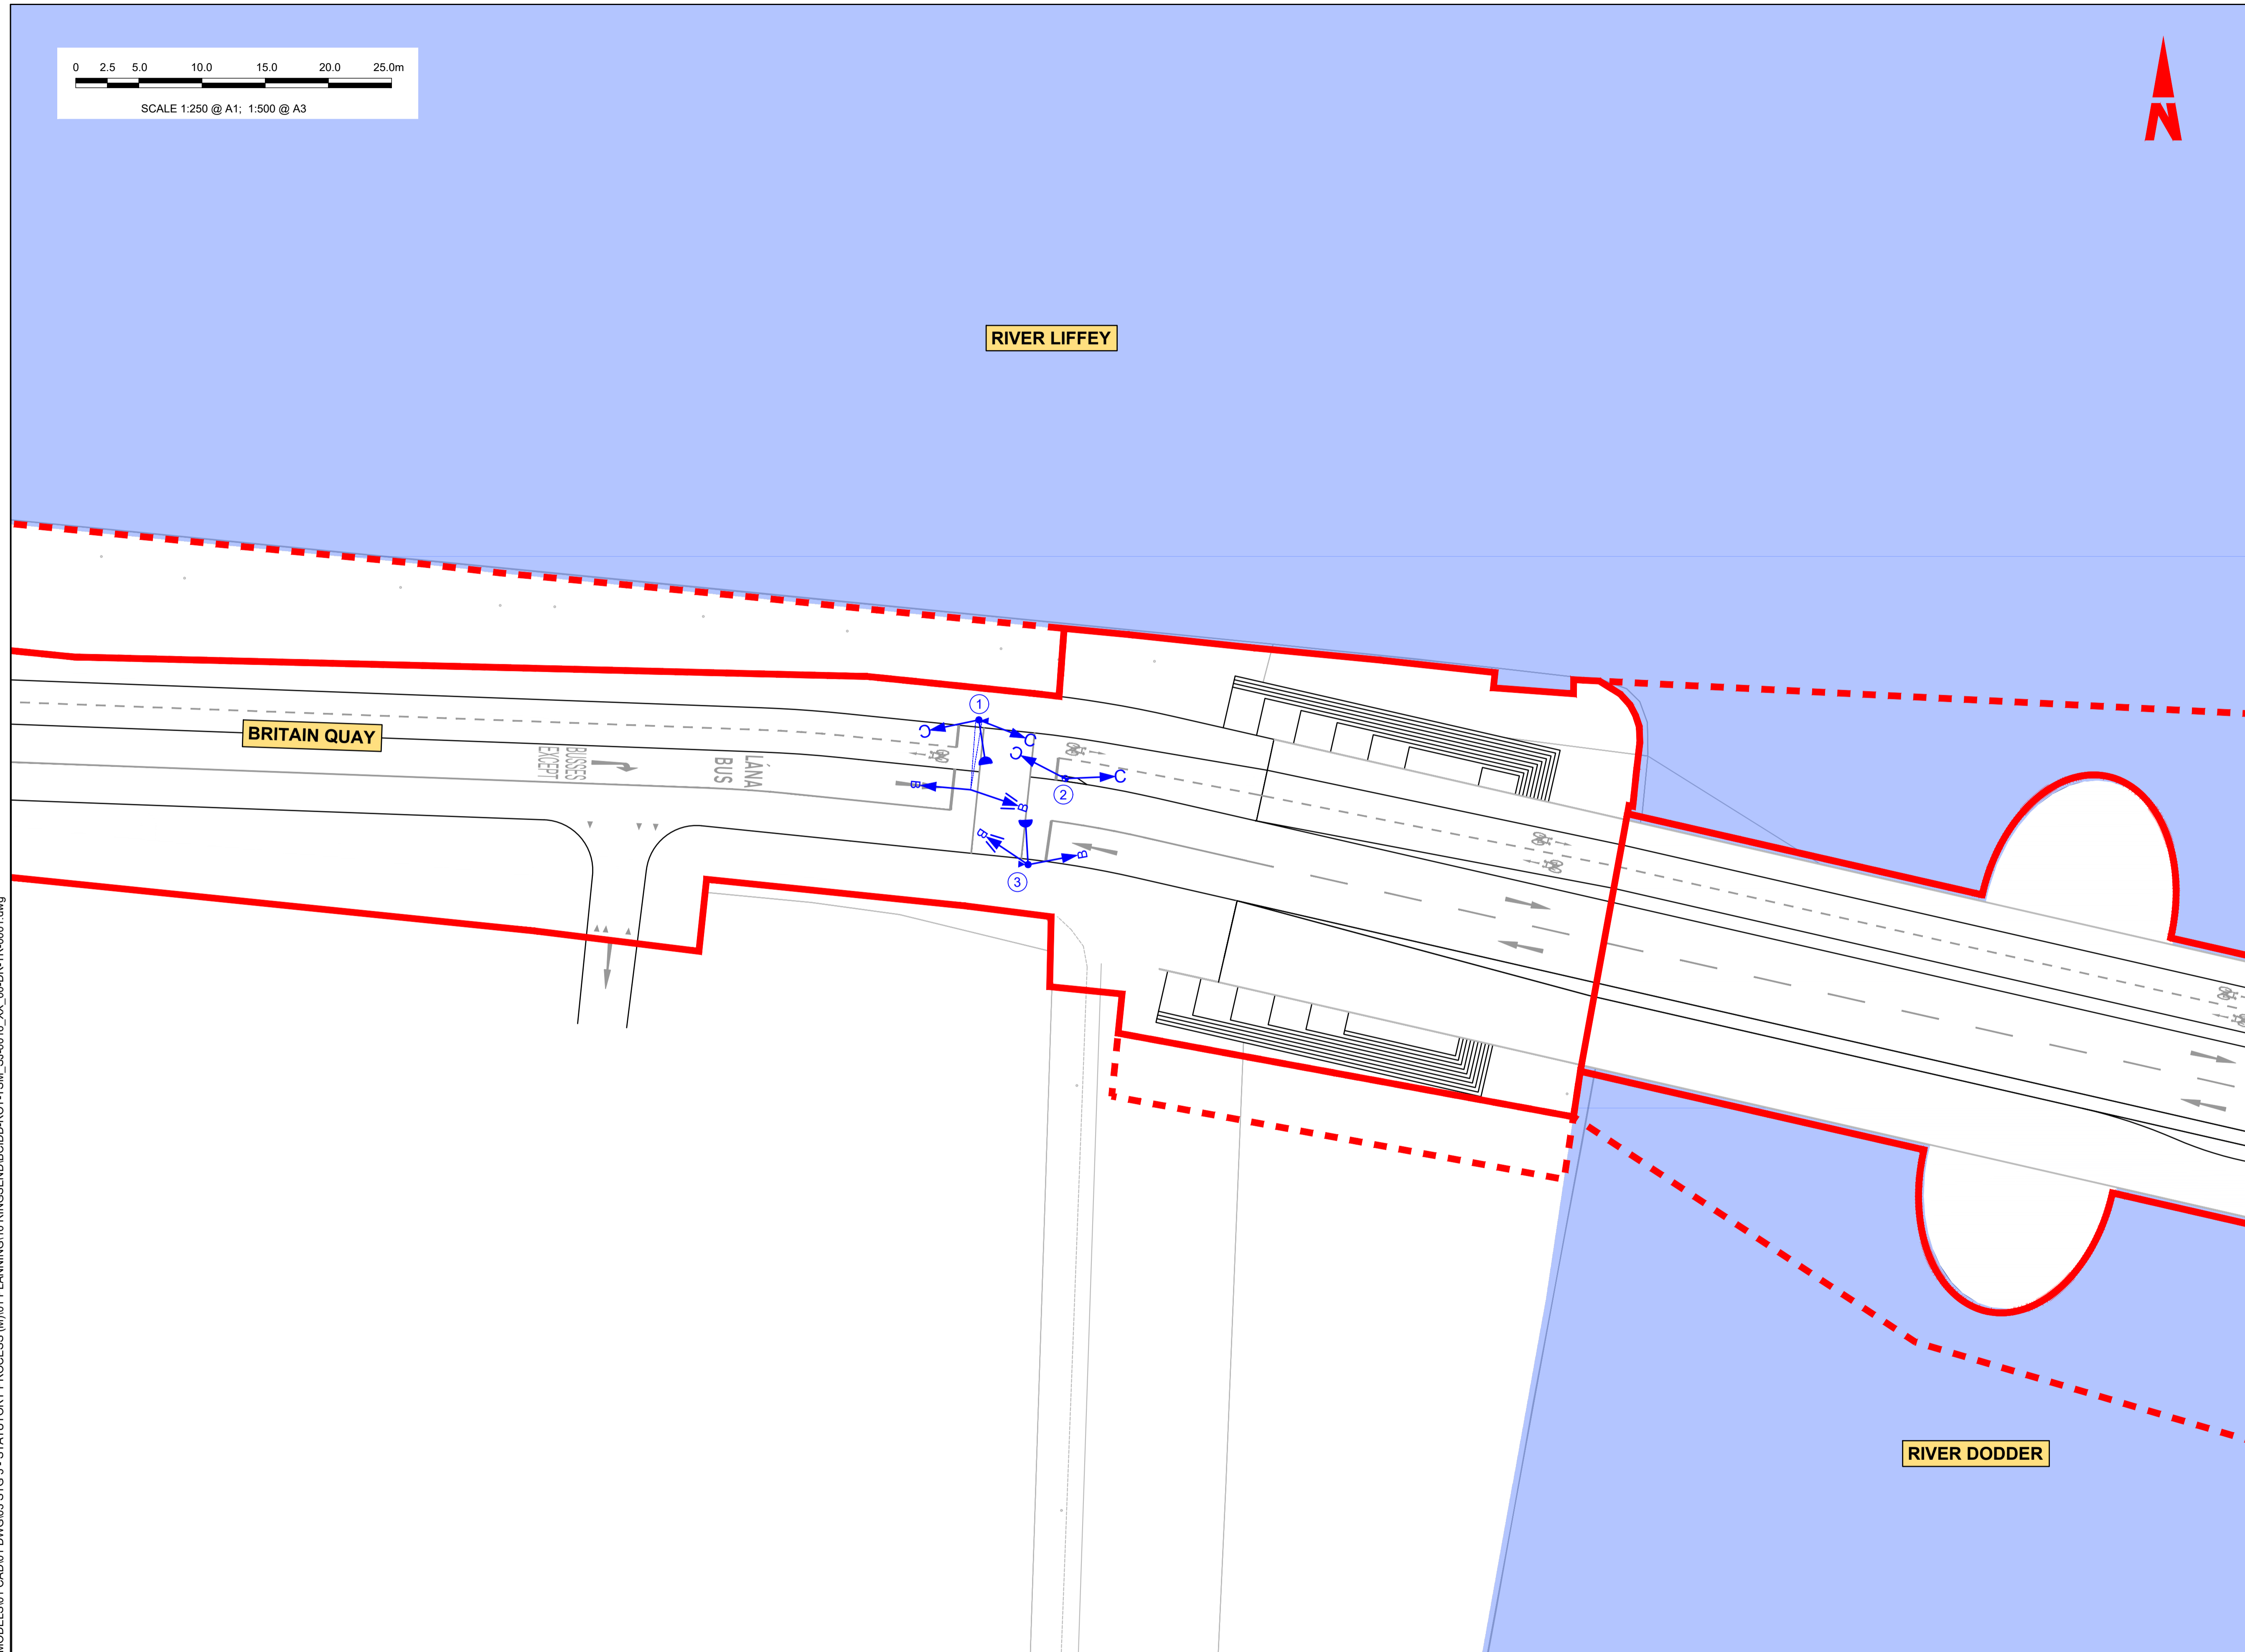 0 2.5 5.0 10.0 15.0 20.0 25.0m
SCALE 1:250 @ A1; 1:500 @ A3
N
RIVER LIFFEY
BRITAIN QUAY
EXCEPT
BUSSES
BUS
LÁNA
1
C
C
C
C
2
B
B
B
B
3
RIVER DODDER